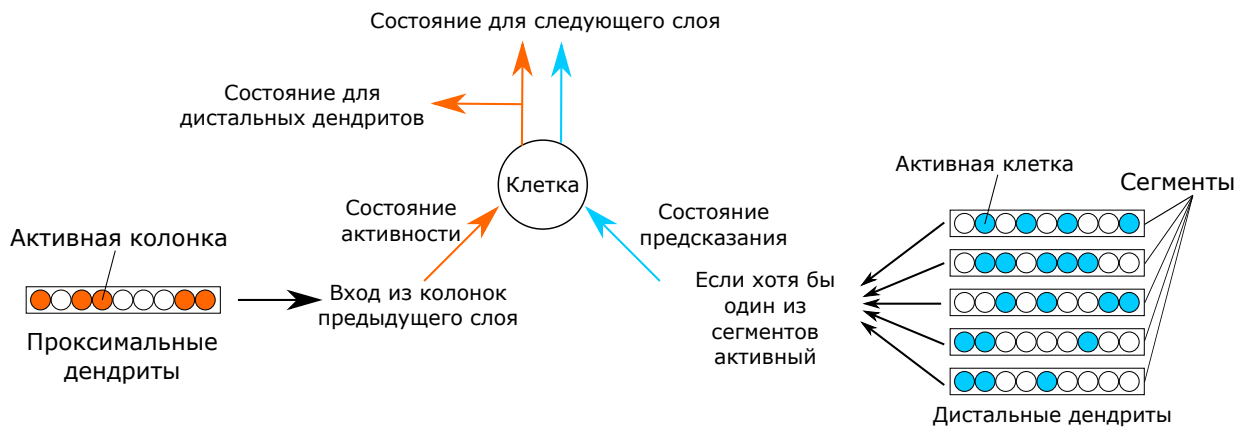 Состояние для следующего слоя
Состояние для
дистальных дендритов
Клетка
Активная клетка
Сегменты
Состояние
активности
Состояние
предсказания
Активная колонка
Вход из колонок
предыдущего слоя
Если хотя бы
один из
сегментов
активный
Проксимальные
дендриты
Дистальные дендриты